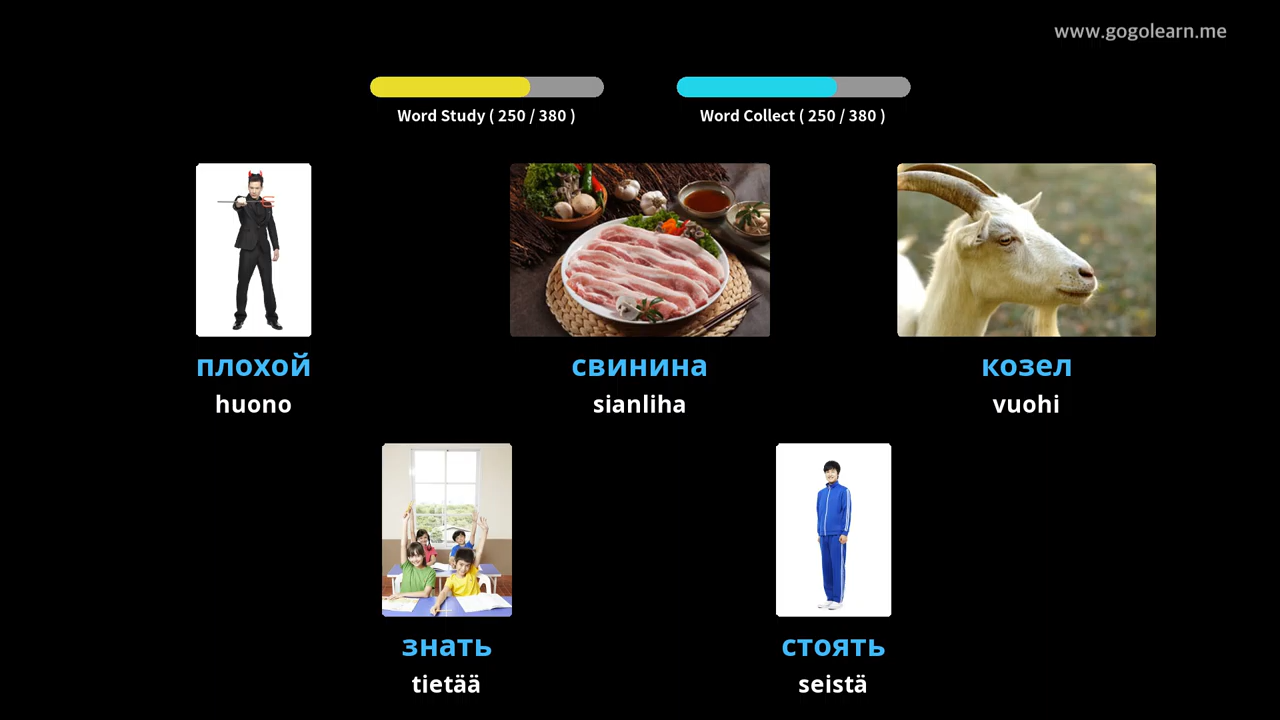 www.gogolearn.me
Word Study ( 250 / 380 )
Word Collect ( 250 / 380 )
плохой
huono
свинина
sianliha
козел
vuohi
знать
tietää
стоять
seistä